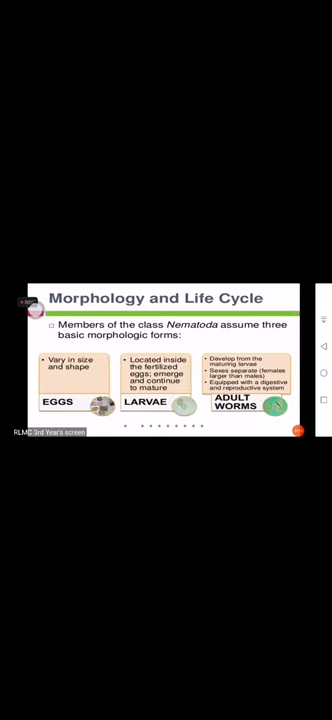 Morphology and Life Cycle
Members of the class Nematoda assume three
basic morphologic forms:
• Vary in size
and shape
EGGS
• Located inside
the fertilized
eggs; emerge
and continue
to mature
LARVAE
• Develop from the
maturing larvae
• Sexes separate (females
larger than males)
• Equipped with a digestive
and reproductive system
ADULT
WORMS
RLMC 3rd Year's screen